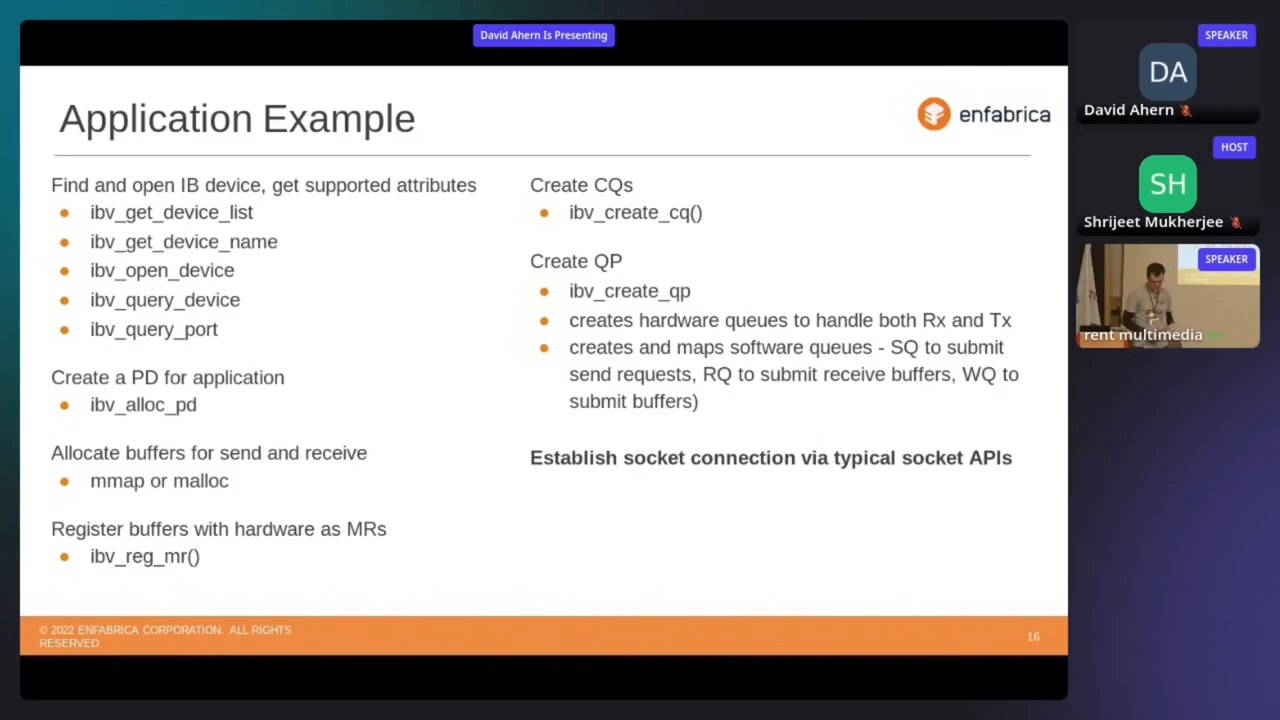 David Ahern Is Presenting
Application Example
enfabrica
Find and open IB device, get supported attributes
ibv_get_device_list
ibv_get_device_name
ibv_open_device
ibv_query_device
ibv_query_port
Create a PD for application
ibv_alloc_pd
Allocate buffers for send and receive
mmap or malloc
Register buffers with hardware as MRs
ibv_reg_mr()
Create CQs
ibv_create_cq()
Create QP
ibv_create_qp
creates hardware queues to handle both Rx and Tx
creates and maps software queues - SQ to submit
send requests, RQ to submit receive buffers, WQ to
submit buffers)
Establish socket connection via typical socket APIs
© 2022 ENFABRICA CORPORATION. ALL RIGHTS
RESERVED.
16
SPEAKER
DA
David Ahern
HOST
SH
Shrijeet Mukherjee
SPEAKER
rent multimedia